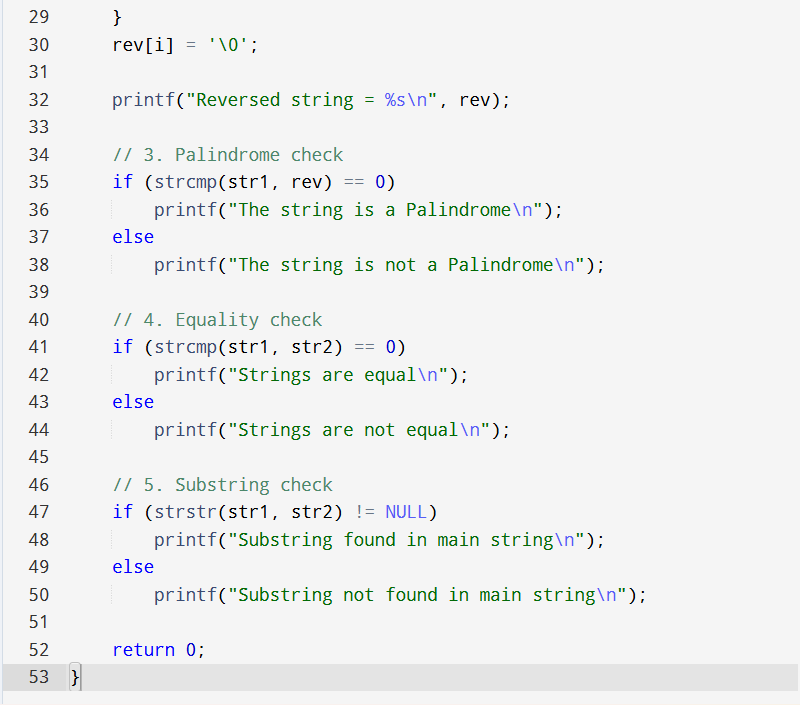 29 }
30 rev[i] = '\0';
31
32 printf("Reversed string = %s\n", rev);
33
34 // 3. Palindrome check
35 if (strcmp(str1, rev) == 0)
36 printf("The string is a Palindrome\n");
37 else
38 printf("The string is not a Palindrome\n");
39
40 // 4. Equality check
41 if (strcmp(str1, str2) == 0)
42 printf("Strings are equal\n");
43 else
44 printf("Strings are not equal\n");
45
46 // 5. Substring check
47 if (strstr(str1, str2) != NULL)
48 printf("Substring found in main string\n");
49 else
50 printf("Substring not found in main string\n");
51
52 return 0;
53 }